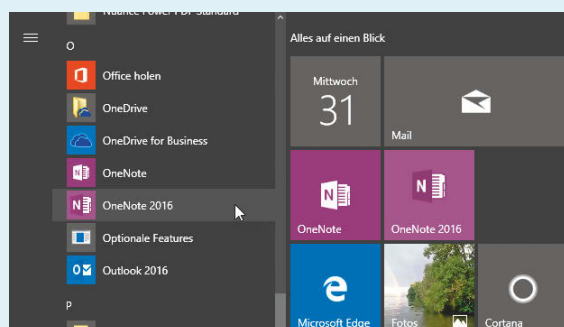 Nuance Power PDF Standard
O
Office holen
OneDrive
OneDrive for Business
OneNote
OneNote 2016
Optionale Features
Outlook 2016
P
Alles auf einen Blick
Mittwoch
31
Mail
OneNote
OneNote 2016
Microsoft Edge
Fotos
Cortana